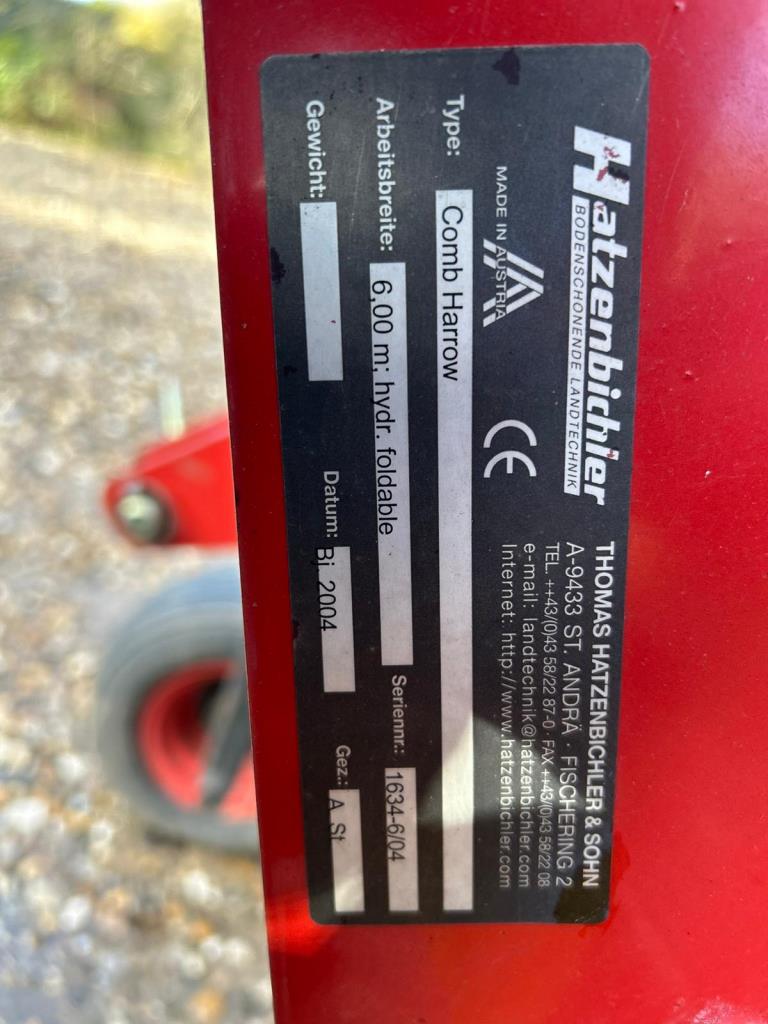 Hatzenbichler
BODENSCHONENDE LANDTECHNIK
THOMAS HATZENBICHLER & SOHN
A-9433 ST. ANDRÄ · FISCHERING 2
TEL. ++43/(0)43 58/22 87-0 · FAX ++43/(0)43 58/22 08
e-mail: landtechnik@hatzenbichler.com
Internet: http://www.hatzenbichler.com
MADE IN AUSTRIA
CE
Type: Comb Harrow
Arbeitsbreite: 6,00 m; hydr. foldable Seriennr.: 1634-6/04
Gewicht: Datum: Bj. 2004 Gez.: A.St